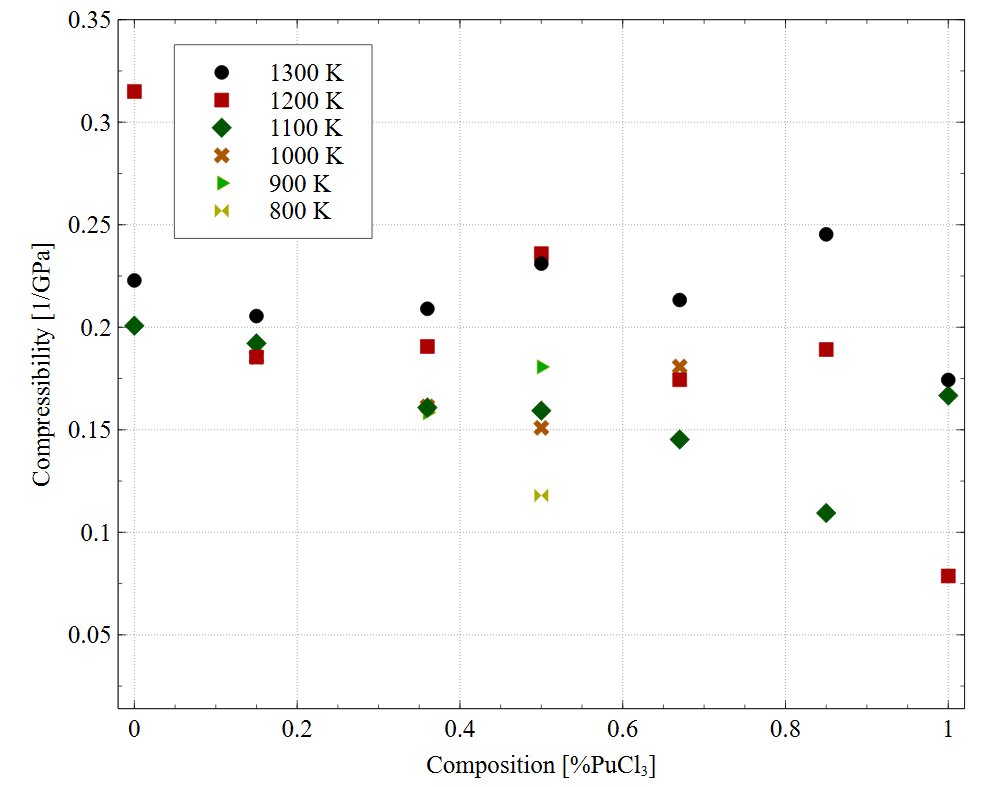 0.35
0.3
0.25
0.2
0.15
0.1
0.05
Compressibility [1/GPa]
1300 K
1200 K
1100 K
1000 K
900 K
800 K
0 0.2 0.4 0.6 0.8 1
Composition [%PuCl₃]